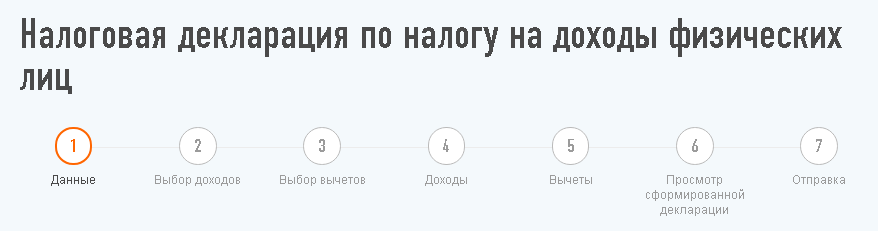 Налоговая декларация по налогу на доходы физических
лиц
1 2 3 4 5 6 7
Данные Выбор доходов Выбор вычетов Доходы Вычеты Просмотр Отправка
сформированной
декларации